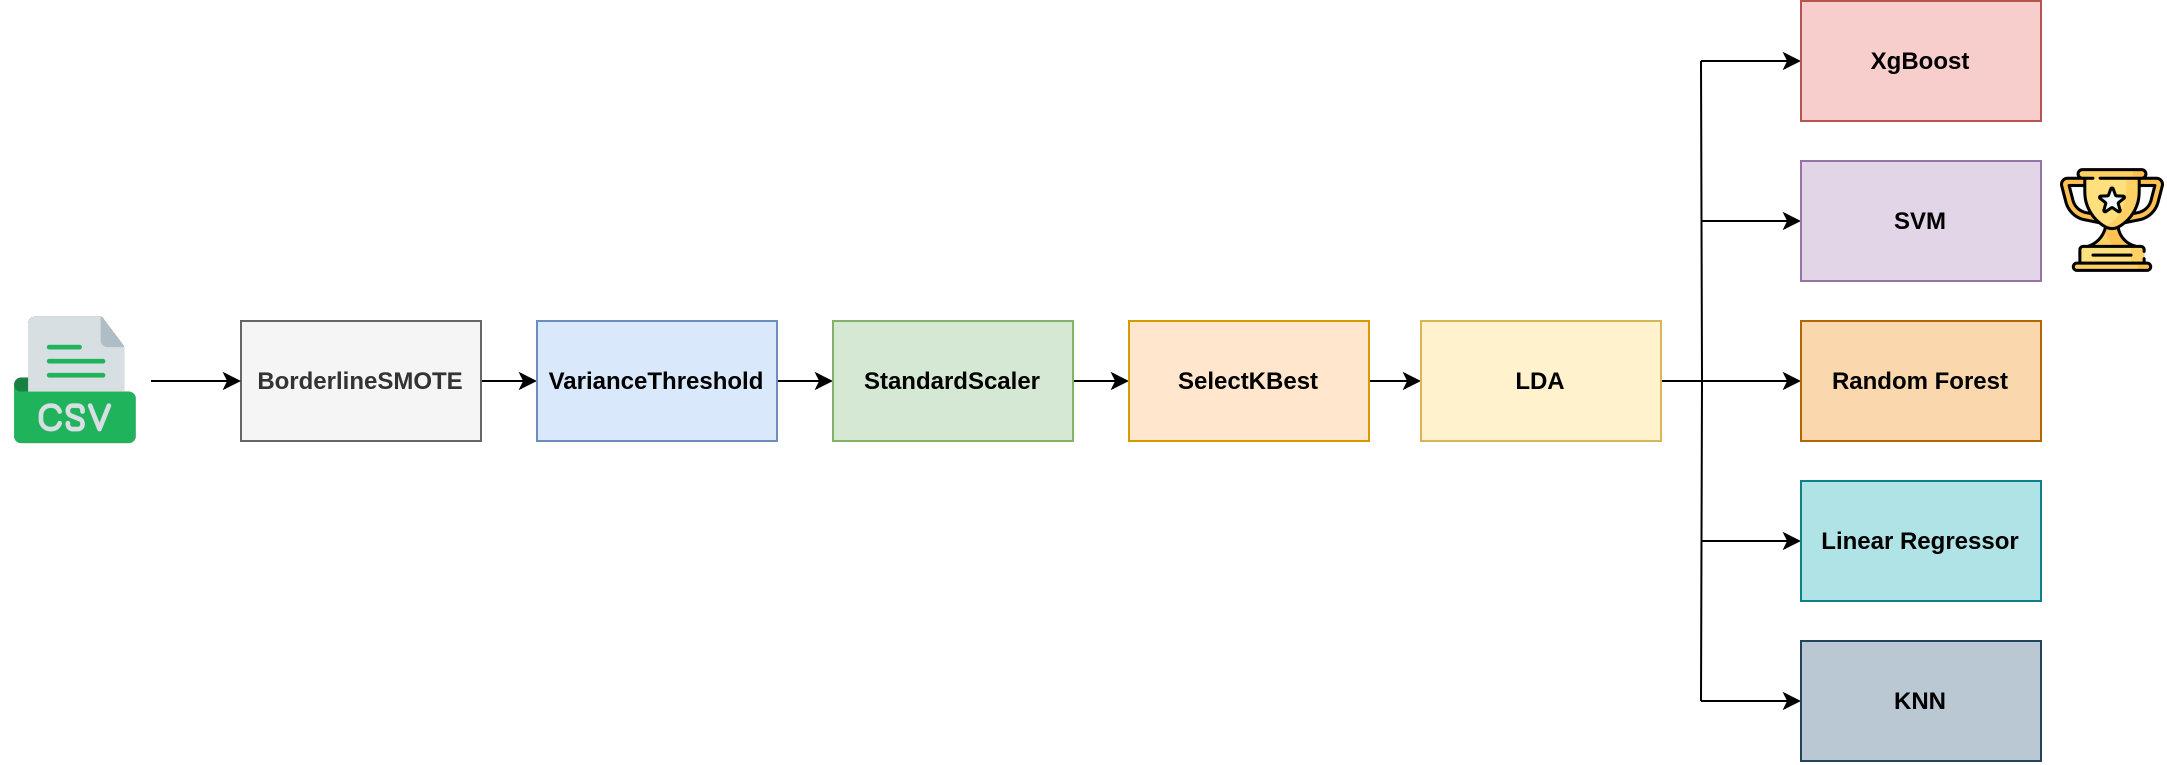 CSV
BorderlineSMOTE
VarianceThreshold
StandardScaler
SelectKBest
LDA
XgBoost
SVM
Random Forest
Linear Regressor
KNN